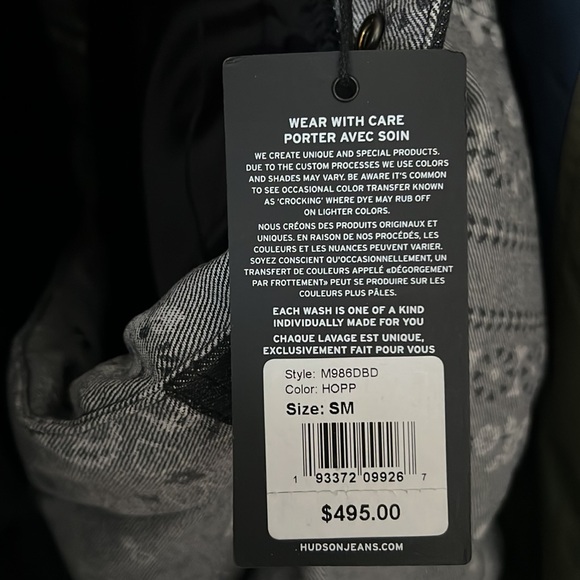 WEAR WITH CARE
PORTER AVEC SOIN
WE CREATE UNIQUE AND SPECIAL PRODUCTS.
DUE TO THE CUSTOM PROCESSES WE USE COLORS
AND SHADES MAY VARY. BE AWARE IT'S COMMON
TO SEE OCCASIONAL COLOR TRANSFER KNOWN
AS 'CROCKING' WHERE DYE MAY RUB OFF
ON LIGHTER COLORS.
NOUS CRÉONS DES PRODUITS ORIGINAUX ET
UNIQUES. EN RAISON DE NOS PROCÉDÉS, LES
COULEURS ET LES NUANCES PEUVENT VARIER.
SOYEZ CONSCIENT QU'OCCASIONNELLEMENT, UN
TRANSFERT DE COULEURS APPELÉ «DÉGORGEMENT
PAR FROTTEMENT» PEUT SE PRODUIRE SUR LES
COULEURS PLUS PÂLES.
EACH WASH IS ONE OF A KIND
INDIVIDUALLY MADE FOR YOU
CHAQUE LAVAGE EST UNIQUE,
EXCLUSIVEMENT FAIT POUR VOUS
Style: M986DBD
Color: HOPP
Size: SM
1 93372 09926 7
$495.00
HUDSONJEANS.COM